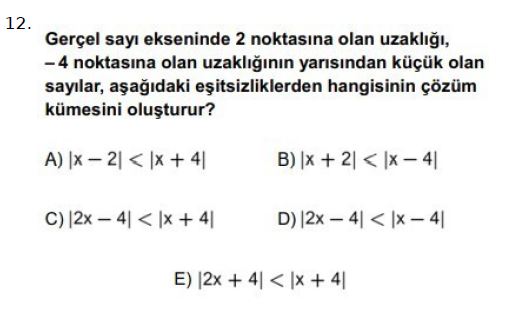 12.
Gerçel sayı ekseninde 2 noktasına olan uzaklığı,
– 4 noktasına olan uzaklığının yarısından küçük olan
sayılar, aşağıdaki eşitsizliklerden hangisinin çözüm
kümesini oluşturur?
A) |x – 2| < |x + 4| B) |x + 2| < |x – 4|
C) |2x – 4| < |x + 4| D) |2x – 4| < |x – 4|
E) |2x + 4| < |x + 4|